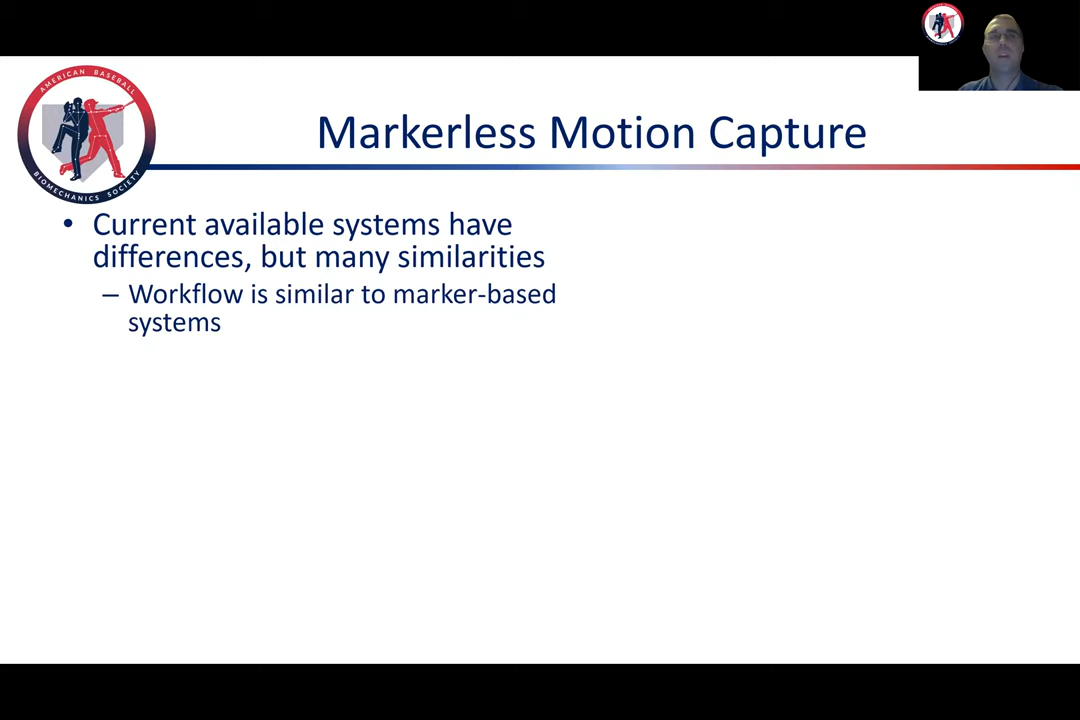 AMERICAN BASEBALL
BIOMECHANICS SOCIETY
Markerless Motion Capture
• Current available systems have
differences, but many similarities
– Workflow is similar to marker-based
systems